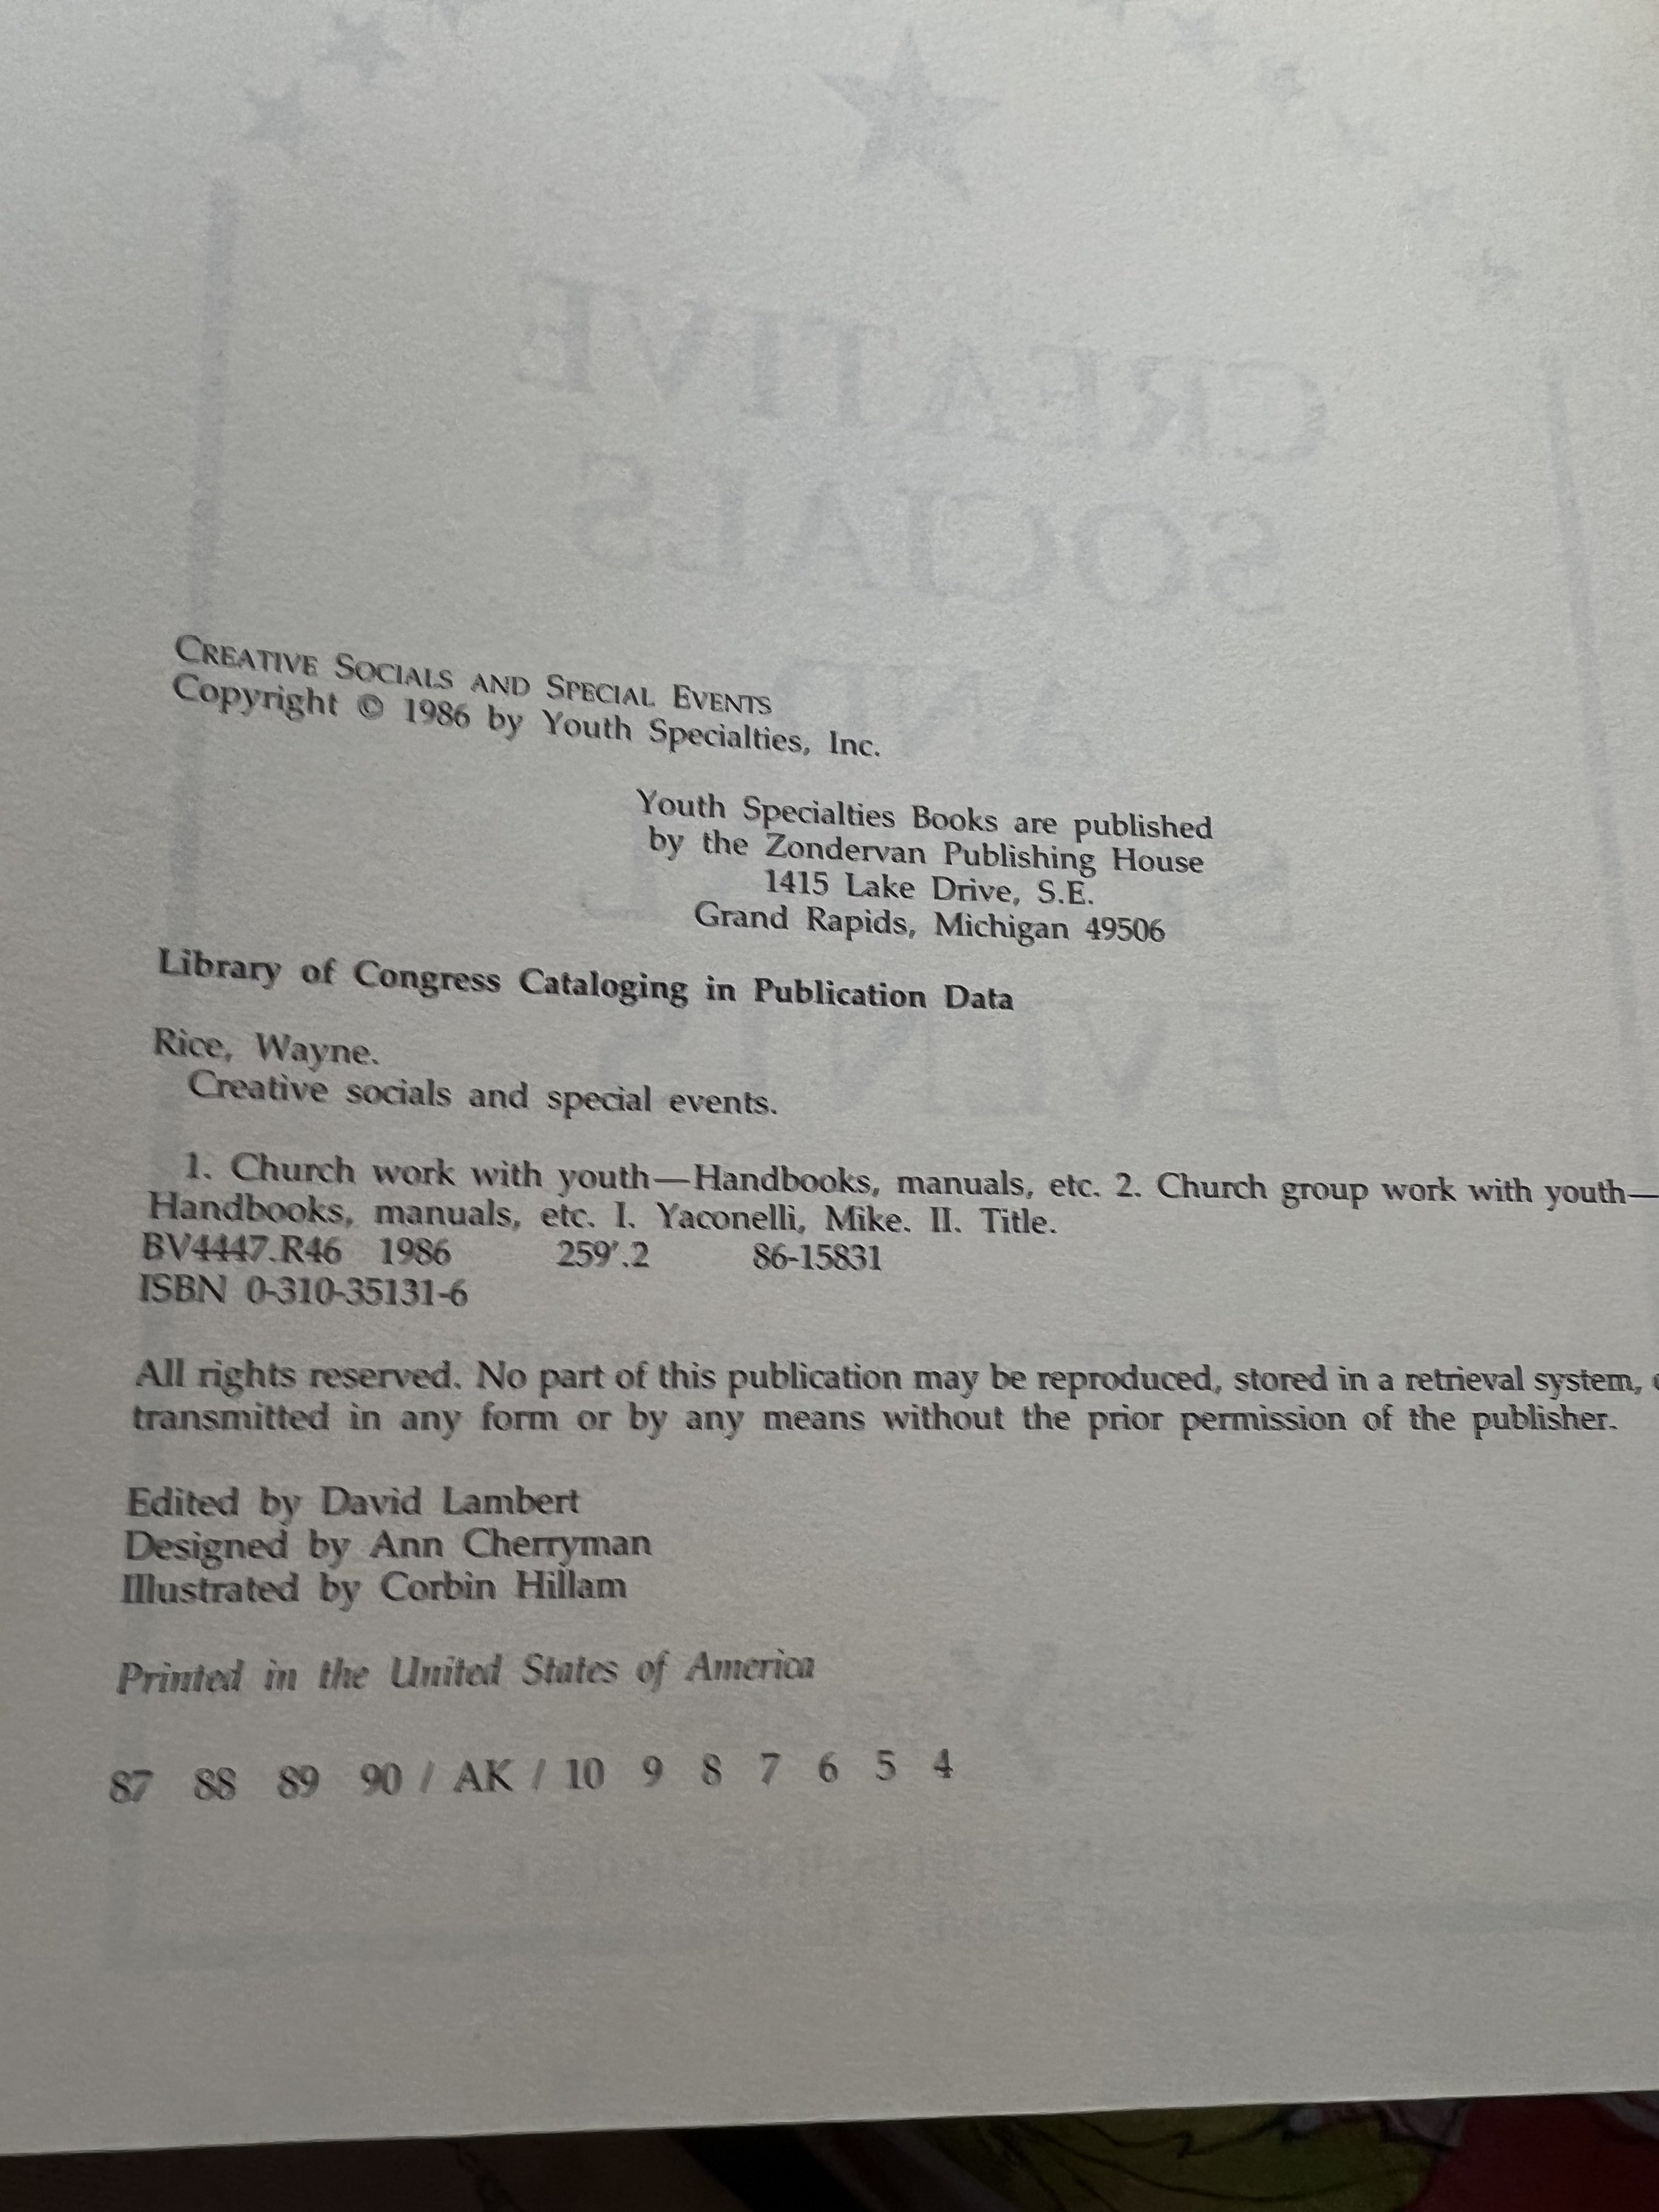 CREATIVE SOCIALS AND SPECIAL EVENTS
Copyright © 1986 by Youth Specialties, Inc.
Youth Specialties Books are published
by the Zondervan Publishing House
1415 Lake Drive, S.E.
Grand Rapids, Michigan 49506
Library of Congress Cataloging in Publication Data
Rice, Wayne.
Creative socials and special events.
1. Church work with youth—Handbooks, manuals, etc. 2. Church group work with youth—
Handbooks, manuals, etc. I. Yaconelli, Mike. II. Title.
BV4447.R46 1986 259′.2 86-15831
ISBN 0-310-35131-6
All rights reserved. No part of this publication may be reproduced, stored in a retrieval system,
transmitted in any form or by any means without the prior permission of the publisher.
Edited by David Lambert
Designed by Ann Cherryman
Illustrated by Corbin Hillam
Printed in the United States of America
87 88 89 90 / AK / 10 9 8 7 6 5 4